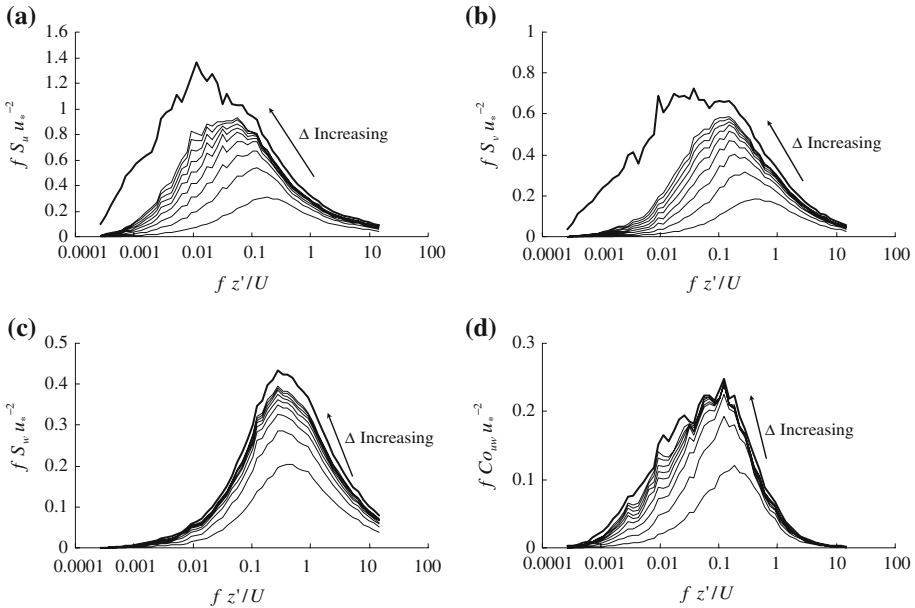 (a)
1.6
1.4
1.2
1
0.8
0.6
0.4
0.2
0
f S_u u_*^{-2}
Δ Increasing
0.0001 0.001 0.01 0.1 1 10 100
f z'/U
(b)
1
0.8
0.6
0.4
0.2
0
f S_v u_*^{-2}
Δ Increasing
0.0001 0.001 0.01 0.1 1 10 100
f z'/U
(c)
0.5
0.4
0.3
0.2
0.1
0
f S_w u_*^{-2}
Δ Increasing
0.0001 0.001 0.01 0.1 1 10 100
f z'/U
(d)
0.3
0.2
0.1
0
f Co_{uw} u_*^{-2}
Δ Increasing
0.0001 0.001 0.01 0.1 1 10 100
f z'/U